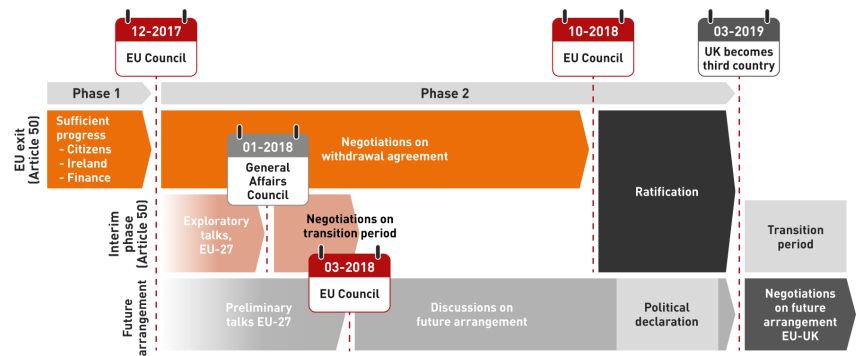 12-2017
EU Council
10-2018
EU Council
03-2019
UK becomes
third country
Phase 1
Phase 2
EU exit
(Article 50)
Sufficient
progress
- Citizens
- Ireland
- Finance
Negotiations on
withdrawal agreement
01-2018
General
Affairs
Council
Ratification
Interim
phase
(Article 50)
Exploratory
talks,
EU-27
Negotiations on
transition period
Transition
period
03-2018
EU Council
Future
arrangement
Preliminary
talks EU-27
Discussions on
future arrangement
Political
declaration
Negotiations
on future
arrangement
EU-UK